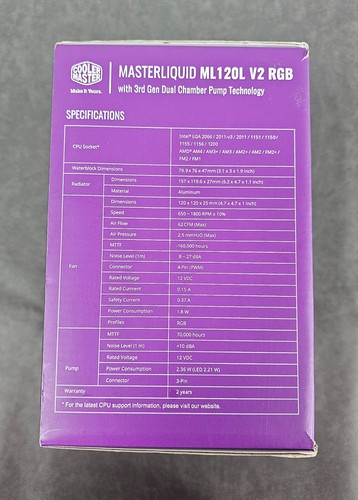 COOLER
MASTER
Make It Yours.
MASTERLIQUID ML120L V2 RGB
with 3rd Gen Dual Chamber Pump Technology
SPECIFICATIONS
CPU Socket*
Intel® LGA 2066 / 2011-v3 / 2011 / 1151 / 1150 /
1155 / 1156 / 1200
AMD® AM4 / AM3+ / AM3 / AM2+ / AM2 / FM2+ /
FM2 / FM1
Waterblock Dimensions 79.9 x 76 x 47mm (3.1 x 3 x 1.9 inch)
Radiator
Dimensions 157 x 119.6 x 27mm (6.2 x 4.7 x 1.1 inch)
Material Aluminum
Fan
Dimensions 120 x 120 x 25 mm (4.7 x 4.7 x 1 inch)
Speed 650 ~ 1800 RPM ± 10%
Air Flow 62 CFM (Max)
Air Pressure 2.5 mmH2O (Max)
MTTF >160,000 hours
Noise Level (1m) 8 ~ 27 dBA
Connector 4-Pin (PWM)
Rated Voltage 12 VDC
Rated Current 0.15 A
Safety Current 0.37 A
Power Consumption 1.8 W
Profiles RGB
Pump
MTTF 70,000 hours
Noise Level (1m) <10 dBA
Rated Voltage 12 VDC
Power Consumption 2.36 W (LED 2.21 W)
Connector 3-Pin
Warranty 2 years
* For the latest CPU support information, please visit our website.